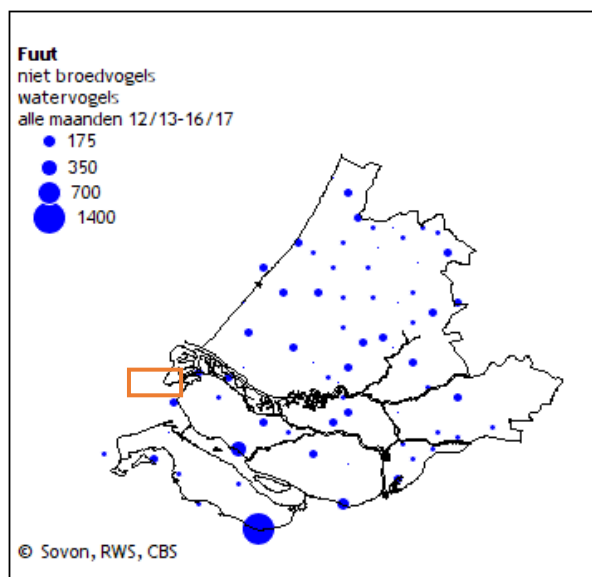 Fuut
niet broedvogels
watervogels
alle maanden 12/13-16/17
175
350
700
1400
© Sovon, RWS, CBS